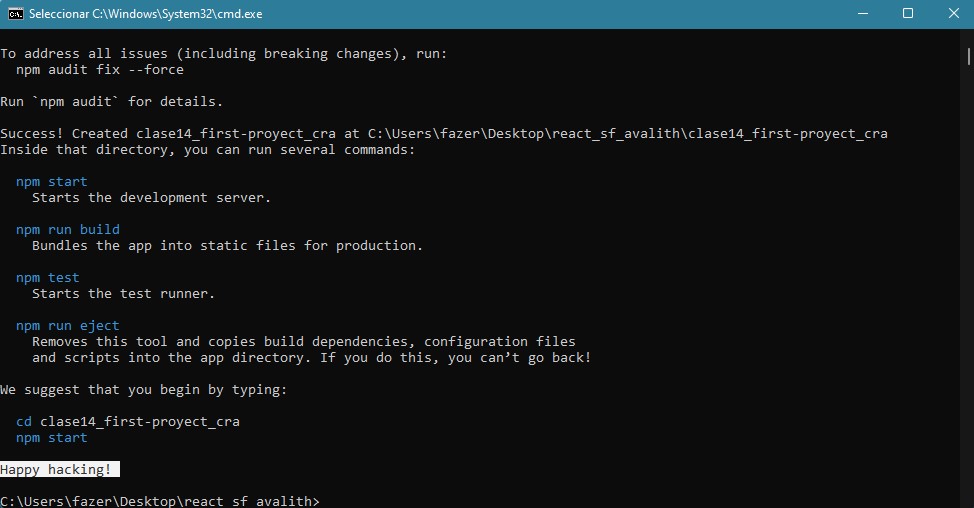 Seleccionar C:\Windows\System32\cmd.exe
To address all issues (including breaking changes), run:
npm audit fix --force
Run `npm audit` for details.
Success! Created clase14_first-proyect_cra at C:\Users\fazer\Desktop\react_sf_avalith\clase14_first-proyect_cra
Inside that directory, you can run several commands:
npm start
Starts the development server.
npm run build
Bundles the app into static files for production.
npm test
Starts the test runner.
npm run eject
Removes this tool and copies build dependencies, configuration files
and scripts into the app directory. If you do this, you can’t go back!
We suggest that you begin by typing:
cd clase14_first-proyect_cra
npm start
Happy hacking!
C:\Users\fazer\Desktop\react_sf_avalith>